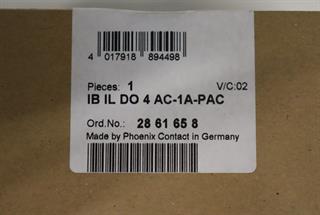 4 017918 894498
Pieces: 1 V/C:02
IB IL DO 4 AC-1A-PAC
Ord.No.: 28 61 65 8
Made by Phoenix Contact in Germany